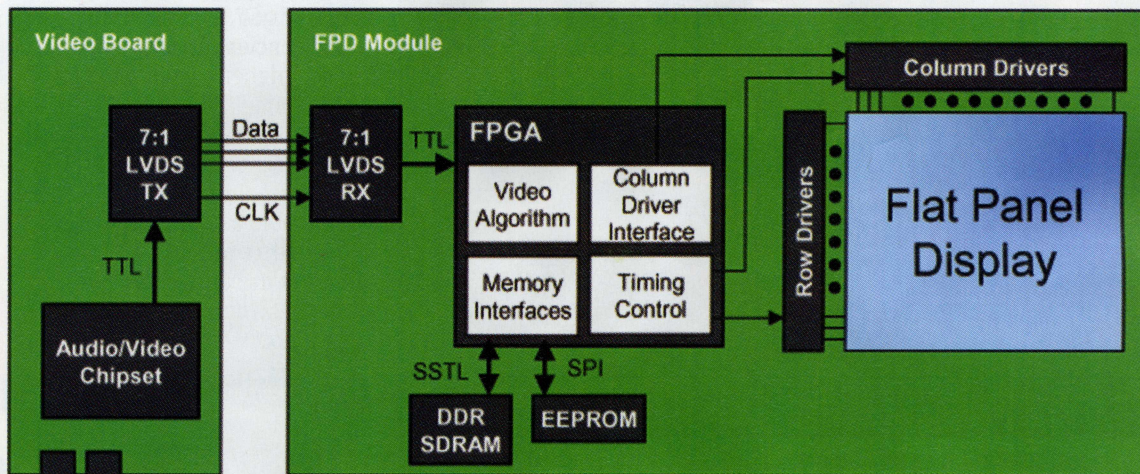 Video Board
FPD Module
7:1
LVDS
TX
Data
CLK
7:1
LVDS
RX
TTL
TTL
Audio/Video
Chipset
FPGA
Video
Algorithm
Column
Driver
Interface
Memory
Interfaces
Timing
Control
SSTL
SPI
DDR
SDRAM
EEPROM
Column Drivers
Row Drivers
Flat Panel
Display